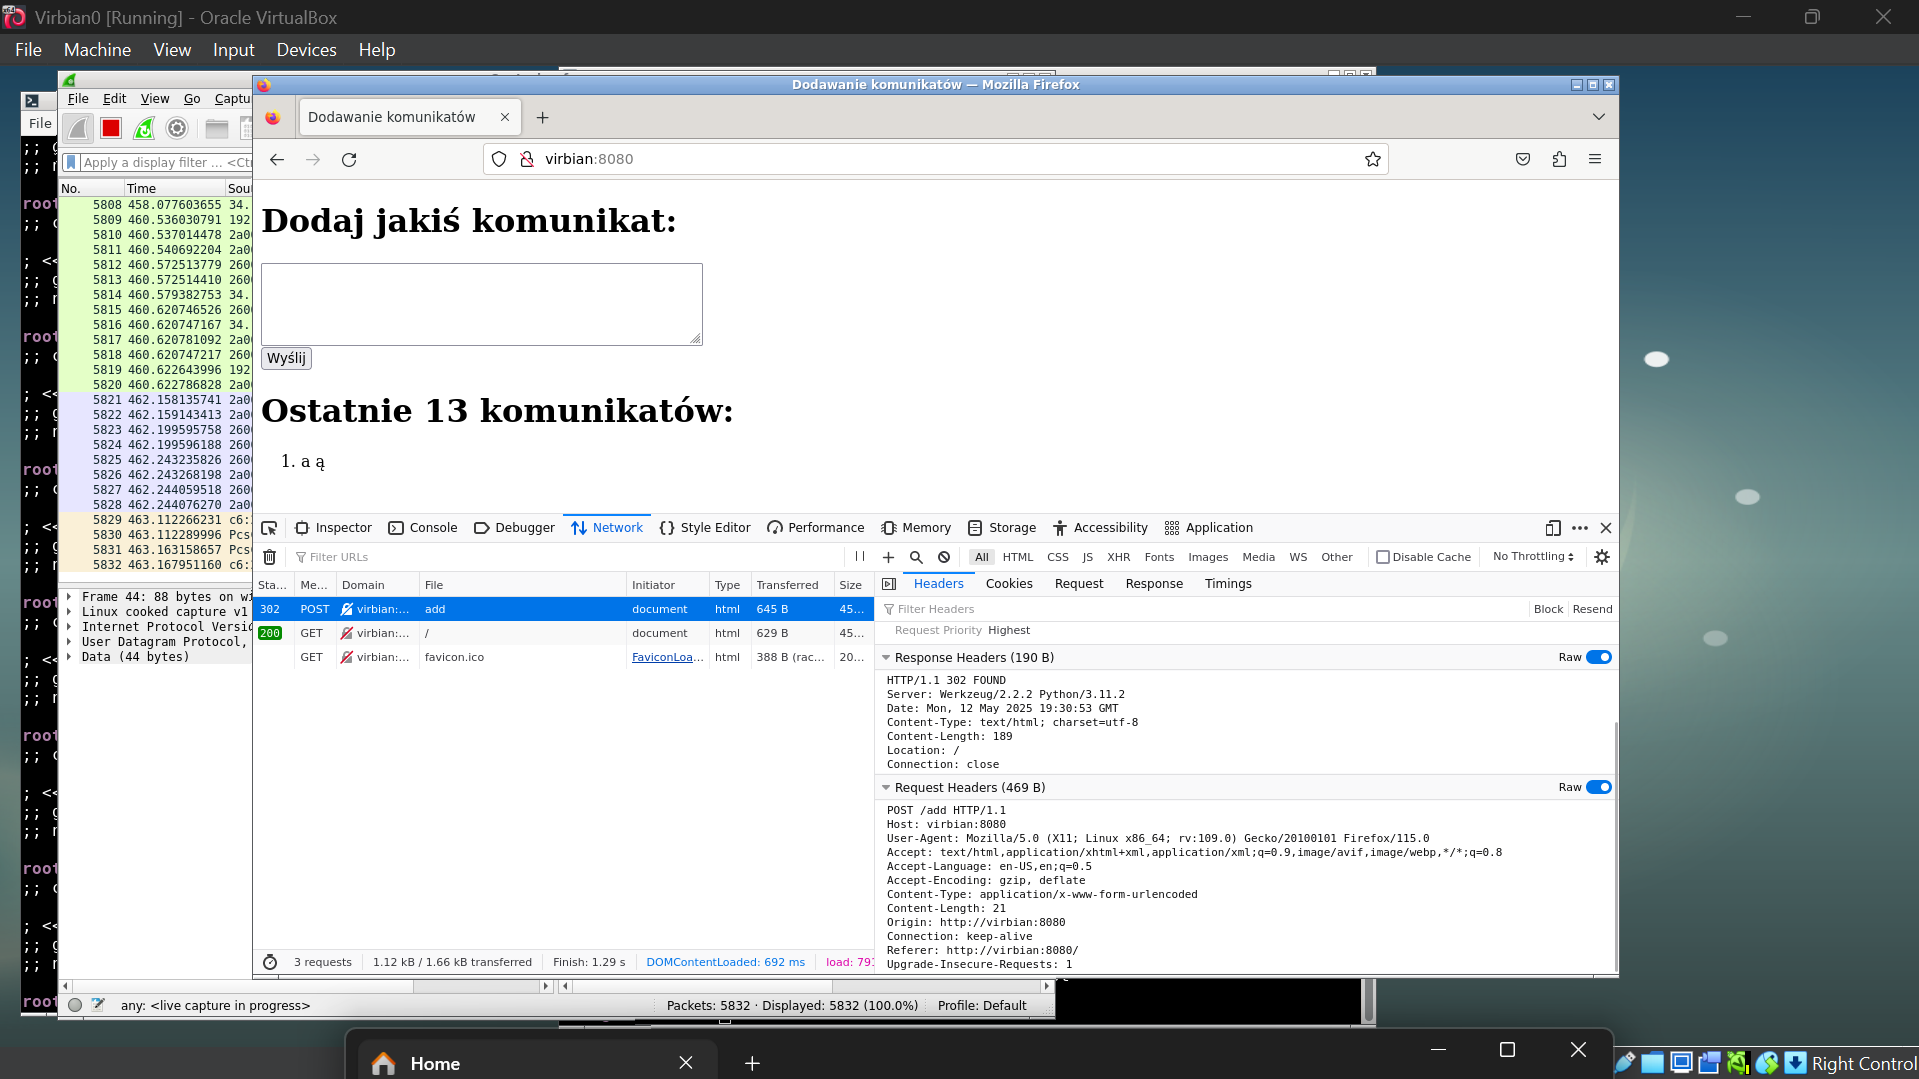 Virbian0 [Running] - Oracle VirtualBox
File Machine View Input Devices Help
Dodawanie komunikatów — Mozilla Firefox
File Edit View Go
Dodawanie komunikatów
File
Apply a display filter ...
virbian:8080
No. Time
5808 458.077603655 34.
5809 460.536030791 192
5810 460.537014478 2a0
5811 460.540692204 2a0
5812 460.572513779 260
5813 460.572514410 260
5814 460.579382753 34.
5815 460.620746526 260
5816 460.620747167 34.
5817 460.620781092 2a0
5818 460.620747217 260
5819 460.622643996 192
5820 460.622786828 2a0
5821 462.158135741 2a0
5822 462.159143413 2a0
5823 462.199595758 260
5824 462.199596188 260
5825 462.243235826 260
5826 462.243268198 2a0
5827 462.244059518 260
5828 462.244076270 2a0
5829 463.112266231 c6:
5830 463.112289996 Pcs
5831 463.163158657 Pcs
5832 463.167951160 c6:
Frame 44: 88 bytes on
Linux cooked capture v1
Internet Protocol
User Datagram Protocol,
Data (44 bytes)
Dodaj jakiś komunikat:
Wyślij
Ostatnie 13 komunikatów:
1. a ą
Inspector Console Debugger Network Style Editor Performance Memory Storage Accessibility Application
Filter URLs
All HTML CSS JS XHR Fonts Images Media WS Other Disable Cache No Throttling
Sta... Me... Domain File Initiator Type Transferred Size
302 POST virbian:... add document html 645 B 45...
200 GET virbian:... / document html 629 B 45...
GET virbian:... favicon.ico FaviconLoa... html 388 B (rac... 20...
3 requests 1.12 kB / 1.66 kB transferred Finish: 1.29 s DOMContentLoaded: 692 ms load: 791
Headers Cookies Request Response Timings
Filter Headers Block Resend
Request Priority Highest
Response Headers (190 B) Raw
HTTP/1.1 302 FOUND
Server: Werkzeug/2.2.2 Python/3.11.2
Date: Mon, 12 May 2025 19:30:53 GMT
Content-Type: text/html; charset=utf-8
Content-Length: 189
Location: /
Connection: close
Request Headers (469 B) Raw
POST /add HTTP/1.1
Host: virbian:8080
User-Agent: Mozilla/5.0 (X11; Linux x86_64; rv:109.0) Gecko/20100101 Firefox/115.0
Accept: text/html,application/xhtml+xml,application/xml;q=0.9,image/avif,image/webp,*/*;q=0.8
Accept-Language: en-US,en;q=0.5
Accept-Encoding: gzip, deflate
Content-Type: application/x-www-form-urlencoded
Content-Length: 21
Origin: http://virbian:8080
Connection: keep-alive
Referer: http://virbian:8080/
Upgrade-Insecure-Requests: 1
any: <live capture in progress> Packets: 5832 · Displayed: 5832 (100.0%) Profile: Default
Home
Right Control